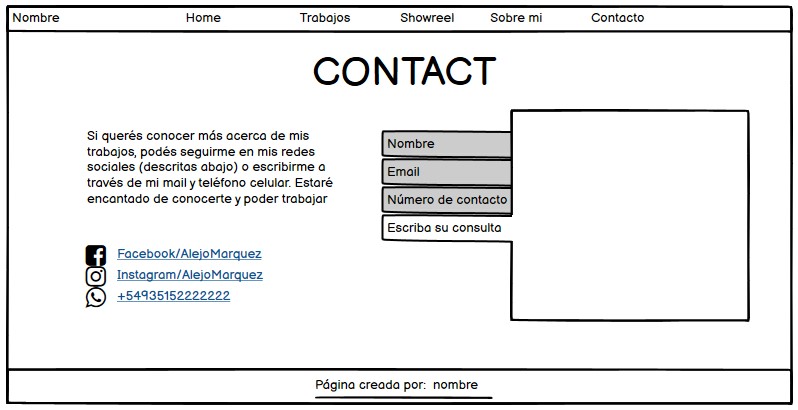 Nombre Home Trabajos Showreel Sobre mi Contacto
CONTACT
Si querés conocer más acerca de mis
trabajos, podés seguirme en mis redes
sociales (descritas abajo) o escribirme a
través de mi mail y teléfono celular. Estaré
encantado de conocerte y poder trabajar
Facebook/AlejoMarquez
Instagram/AlejoMarquez
+54935152222222
Nombre
Email
Número de contacto
Escriba su consulta
Página creada por: nombre